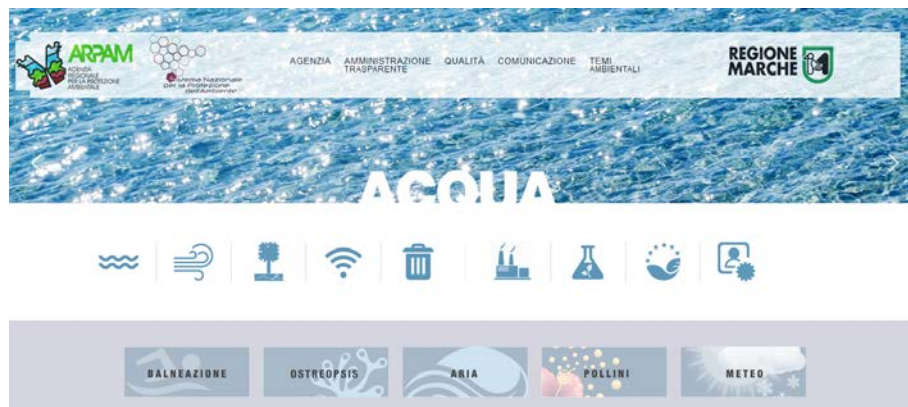 ARPAM
AGENZIA
REGIONALE
PER LA PROTEZIONE
AMBIENTALE
Sistema Nazionale
per la Protezione
dell'Ambiente
AGENZIA
AMMINISTRAZIONE
TRASPARENTE
QUALITÀ
COMUNICAZIONE
TEMI
AMBIENTALI
REGIONE
MARCHE
ACQUA
BALNEAZIONE
OSTREOPSIS
ARIA
POLLINI
METEO